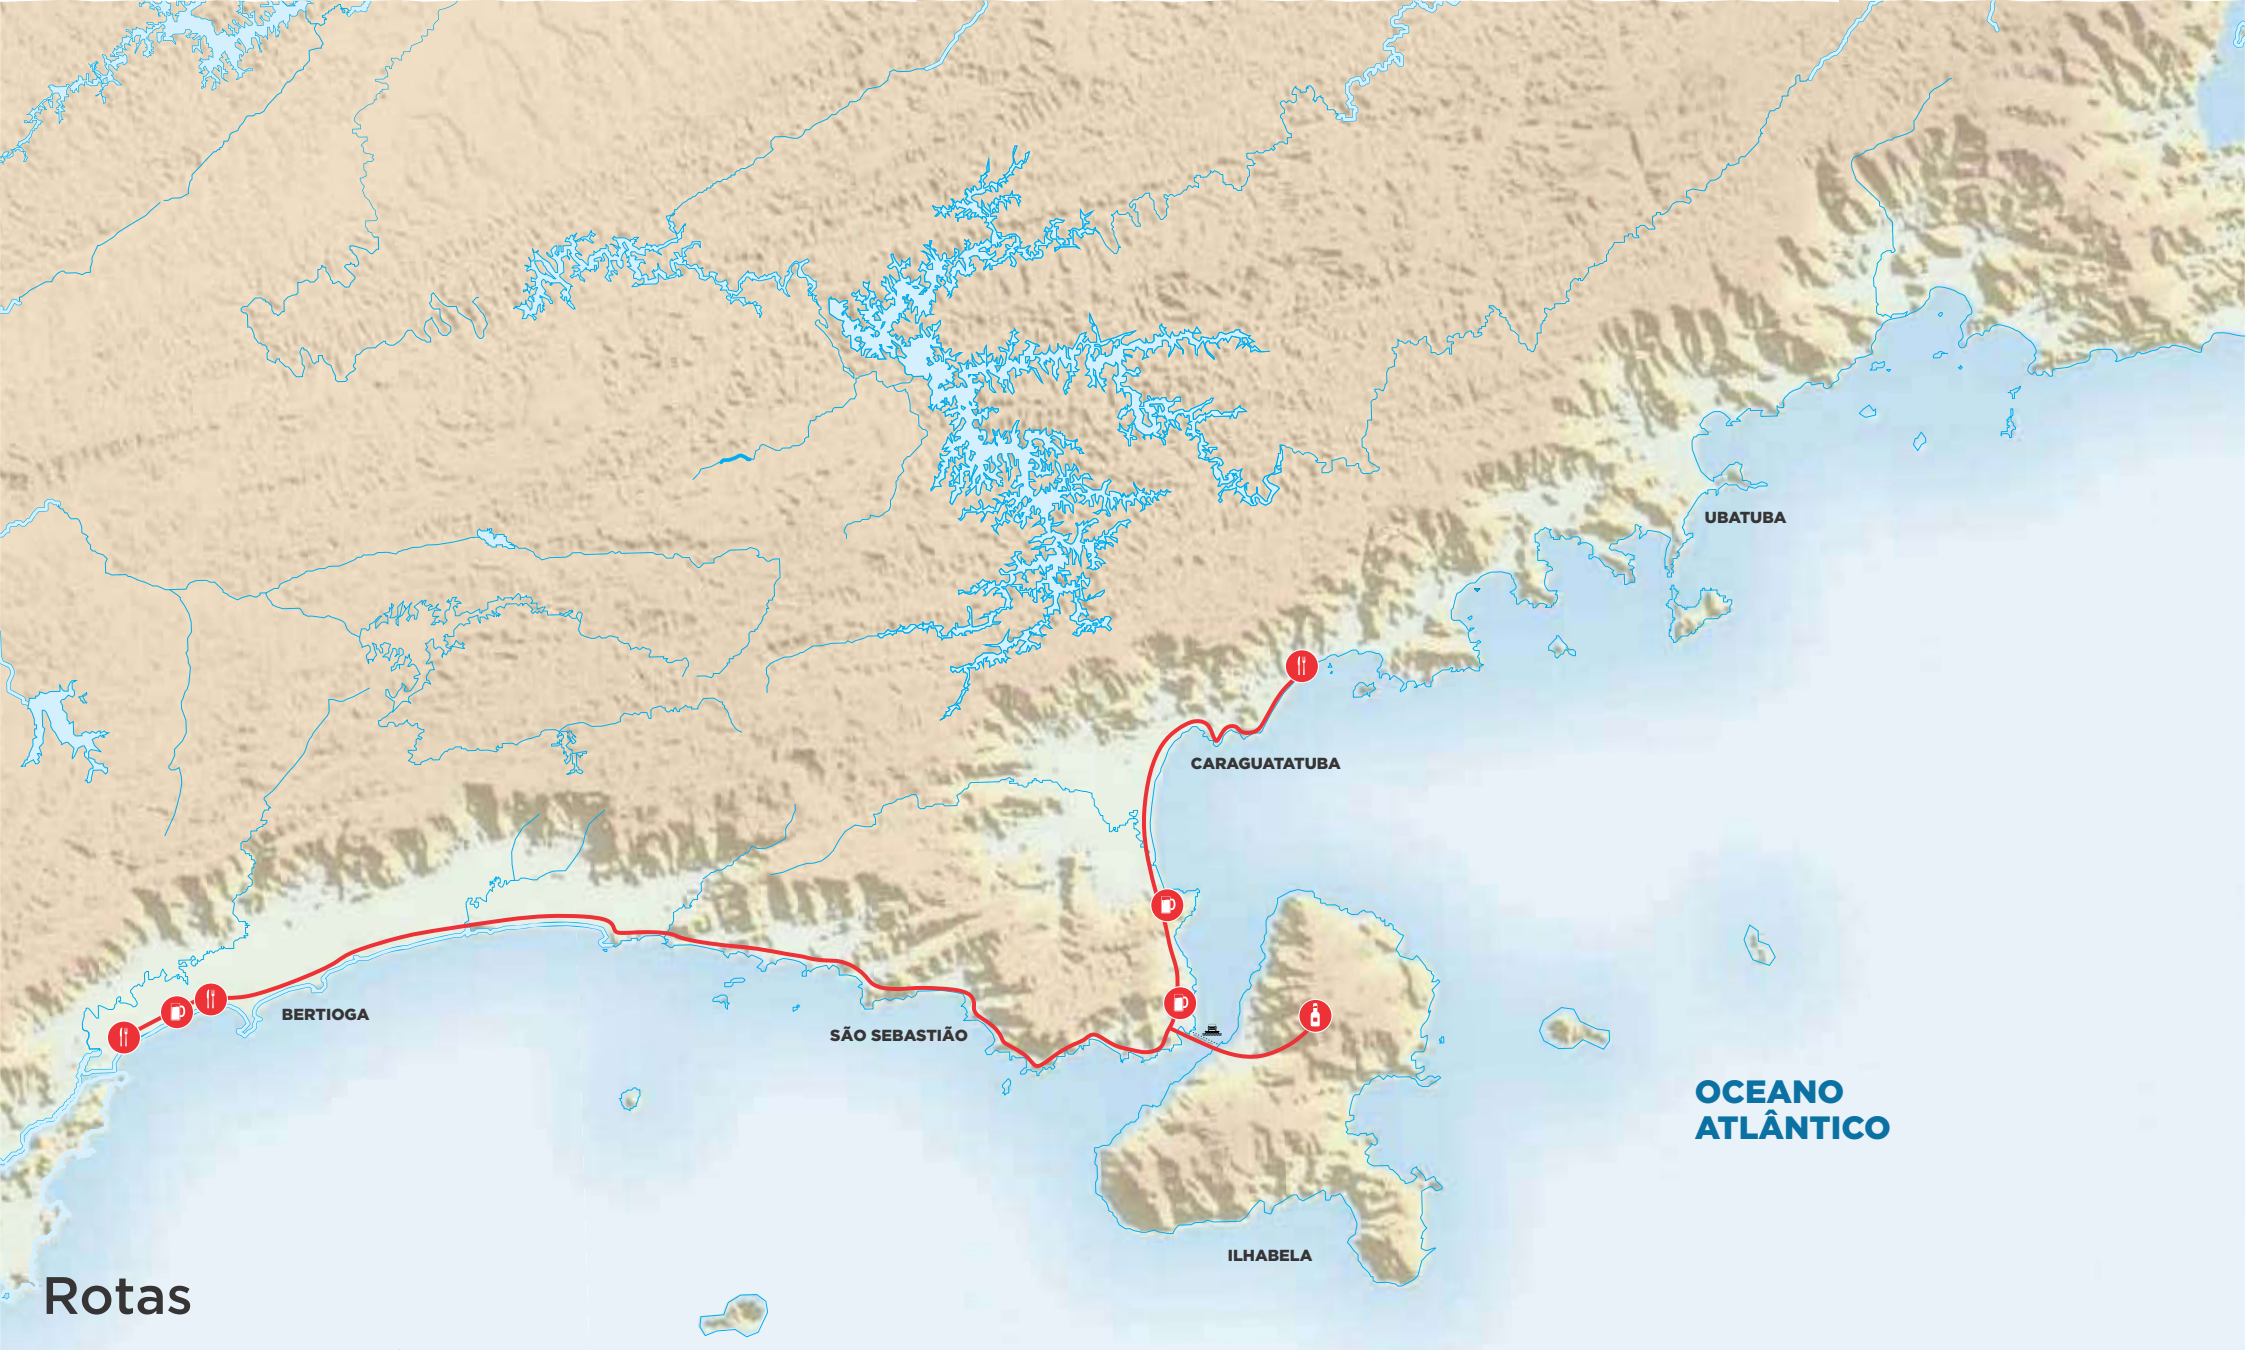 UBATUBA
CARAGUATATUBA
BERTIOGA
SÃO SEBASTIÃO
OCEANO
ATLÂNTICO
ILHABELA
Rotas